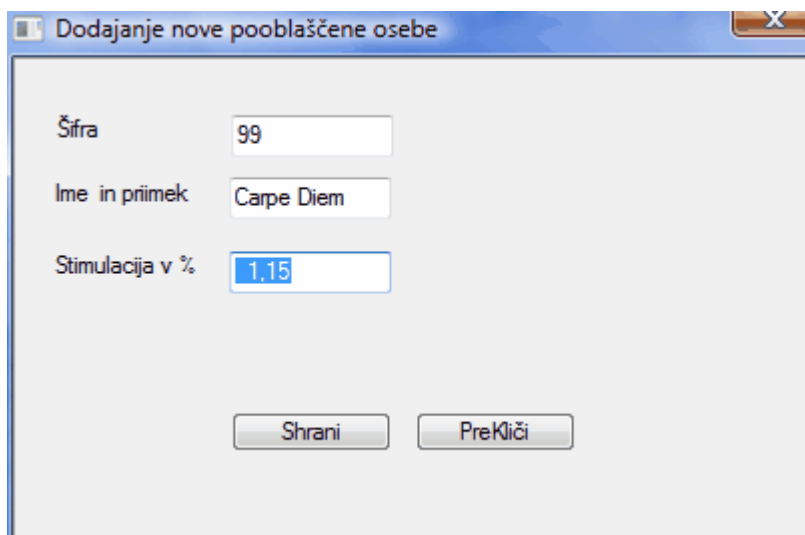 Dodajanje nove pooblaščene osebe
Šifra 99
Ime in priimek Carpe Diem
Stimulacija v % 1,15
Shrani PreKliči